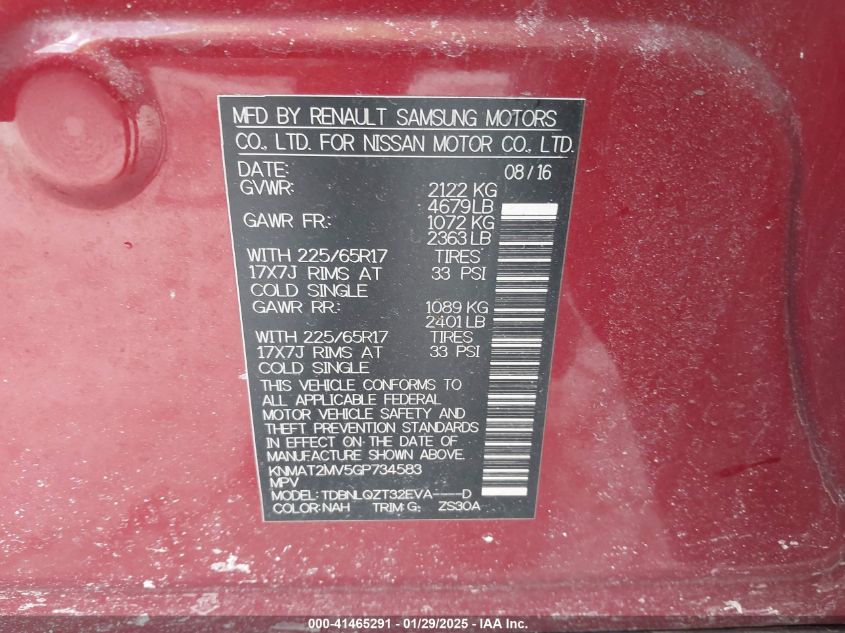 MFD BY RENAULT SAMSUNG MOTORS
CO., LTD. FOR NISSAN MOTOR CO., LTD.
DATE: 08/16
GVWR: 2122 KG
4679LB
GAWR FR: 1072 KG
2363LB
WITH 225/65R17 TIRES
17X7J RIMS AT 33 PSI
COLD SINGLE
GAWR RR: 1089 KG
2401LB
WITH 225/65R17 TIRES
17X7J RIMS AT 33 PSI
COLD SINGLE
THIS VEHICLE CONFORMS TO
ALL APPLICABLE FEDERAL
MOTOR VEHICLE SAFETY AND
THEFT PREVENTION STANDARDS
IN EFFECT ON THE DATE OF
MANUFACTURE SHOWN ABOVE.
KNMAT2MV5GP734583
MPV
MODEL: TDBNLQZT32EVA----D
COLOR: NAH TRIM: G: ZS30A
000-41465291 - 01/29/2025 - IAA Inc.